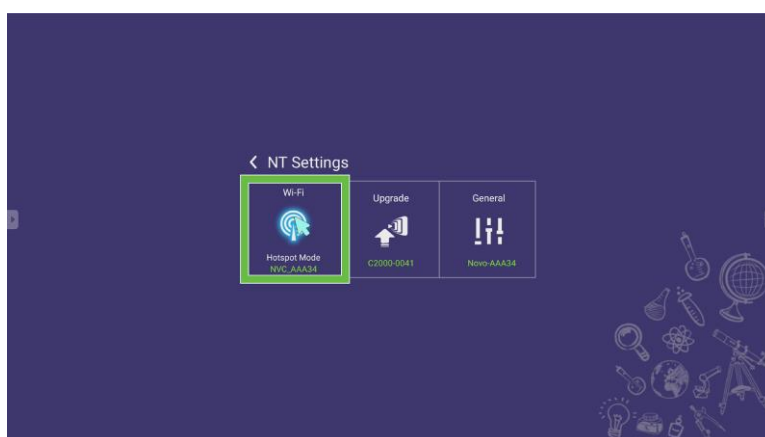 NT Settings
Wi-Fi
Hotspot Mode
NVC_AAA34
Upgrade
C2000-0041
General
Novo-AAA34